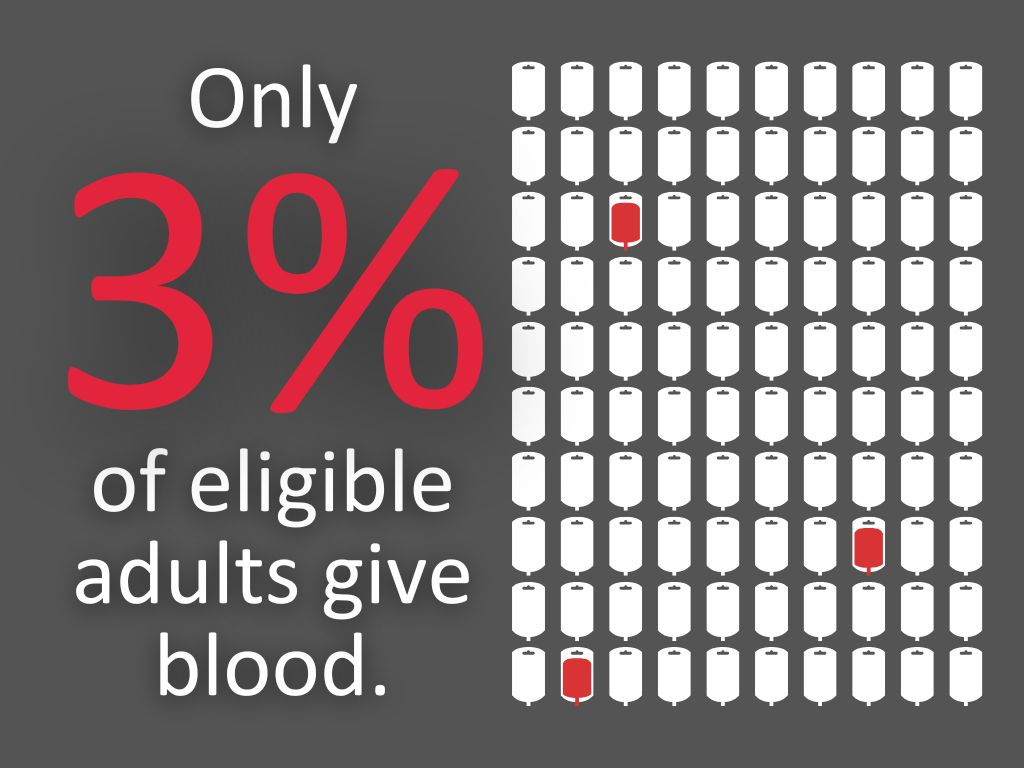 Only
3%
of eligible
adults give
blood.